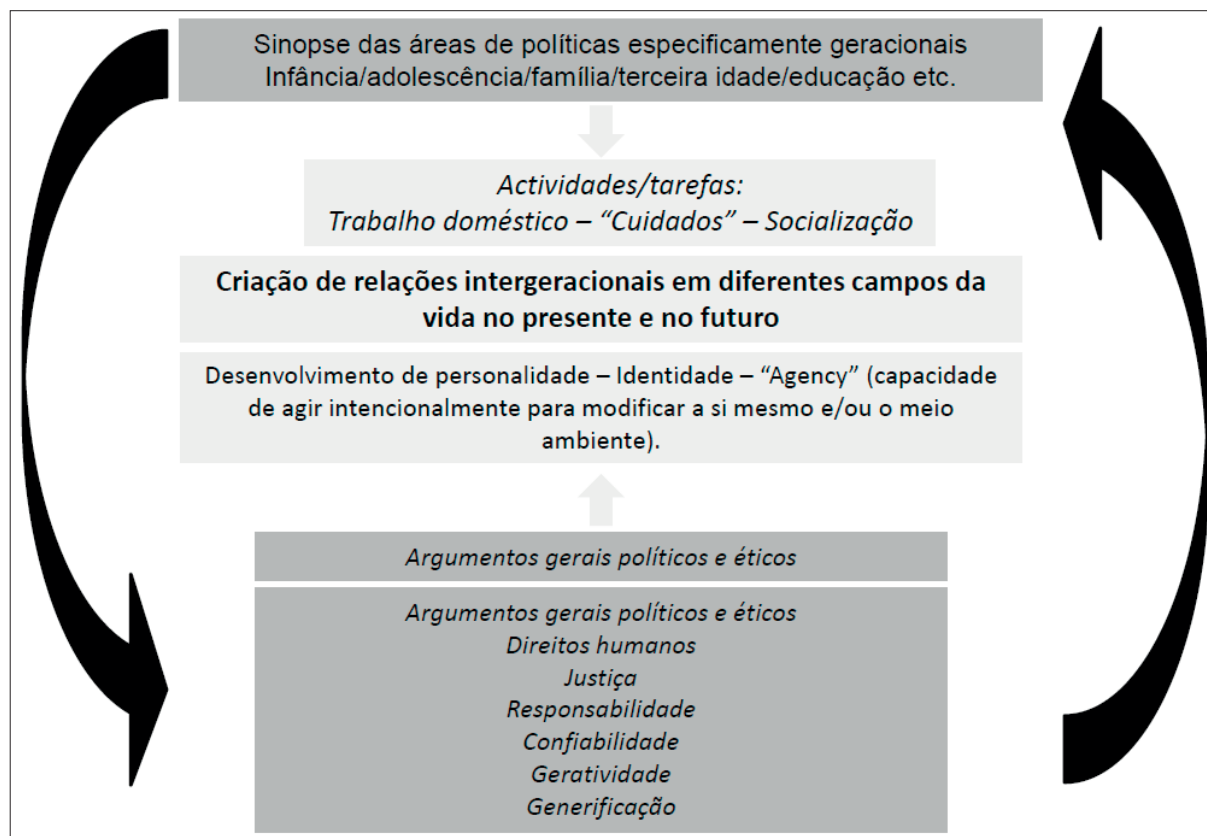 Sinopse das áreas de políticas especificamente geracionais
Infância/adolescência/família/terceira idade/educação etc.
Actividades/tarefas:
Trabalho doméstico – “Cuidados” – Socialização
Criação de relações intergeracionais em diferentes campos da
vida no presente e no futuro
Desenvolvimento de personalidade – Identidade – “Agency” (capacidade
de agir intencionalmente para modificar a si mesmo e/ou o meio
ambiente).
Argumentos gerais políticos e éticos
Argumentos gerais políticos e éticos
Direitos humanos
Justiça
Responsabilidade
Confiabilidade
Geratividade
Generificação